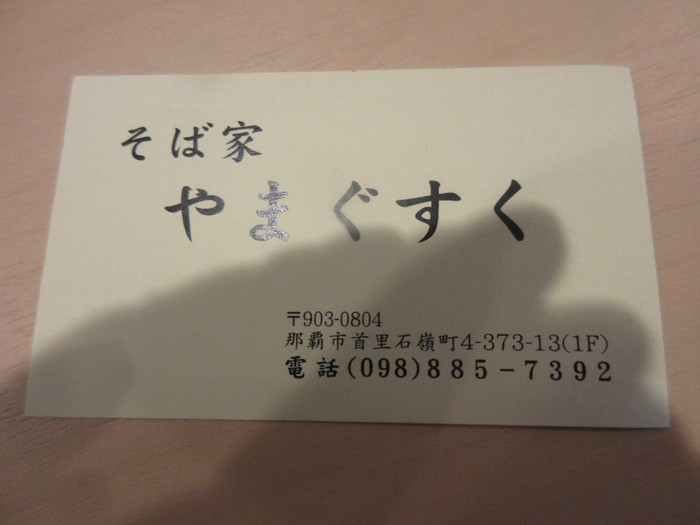 そば家
やまぐすく
〒903-0804
那覇市首里石嶺町4-373-13(1F)
電話(098)885-7392